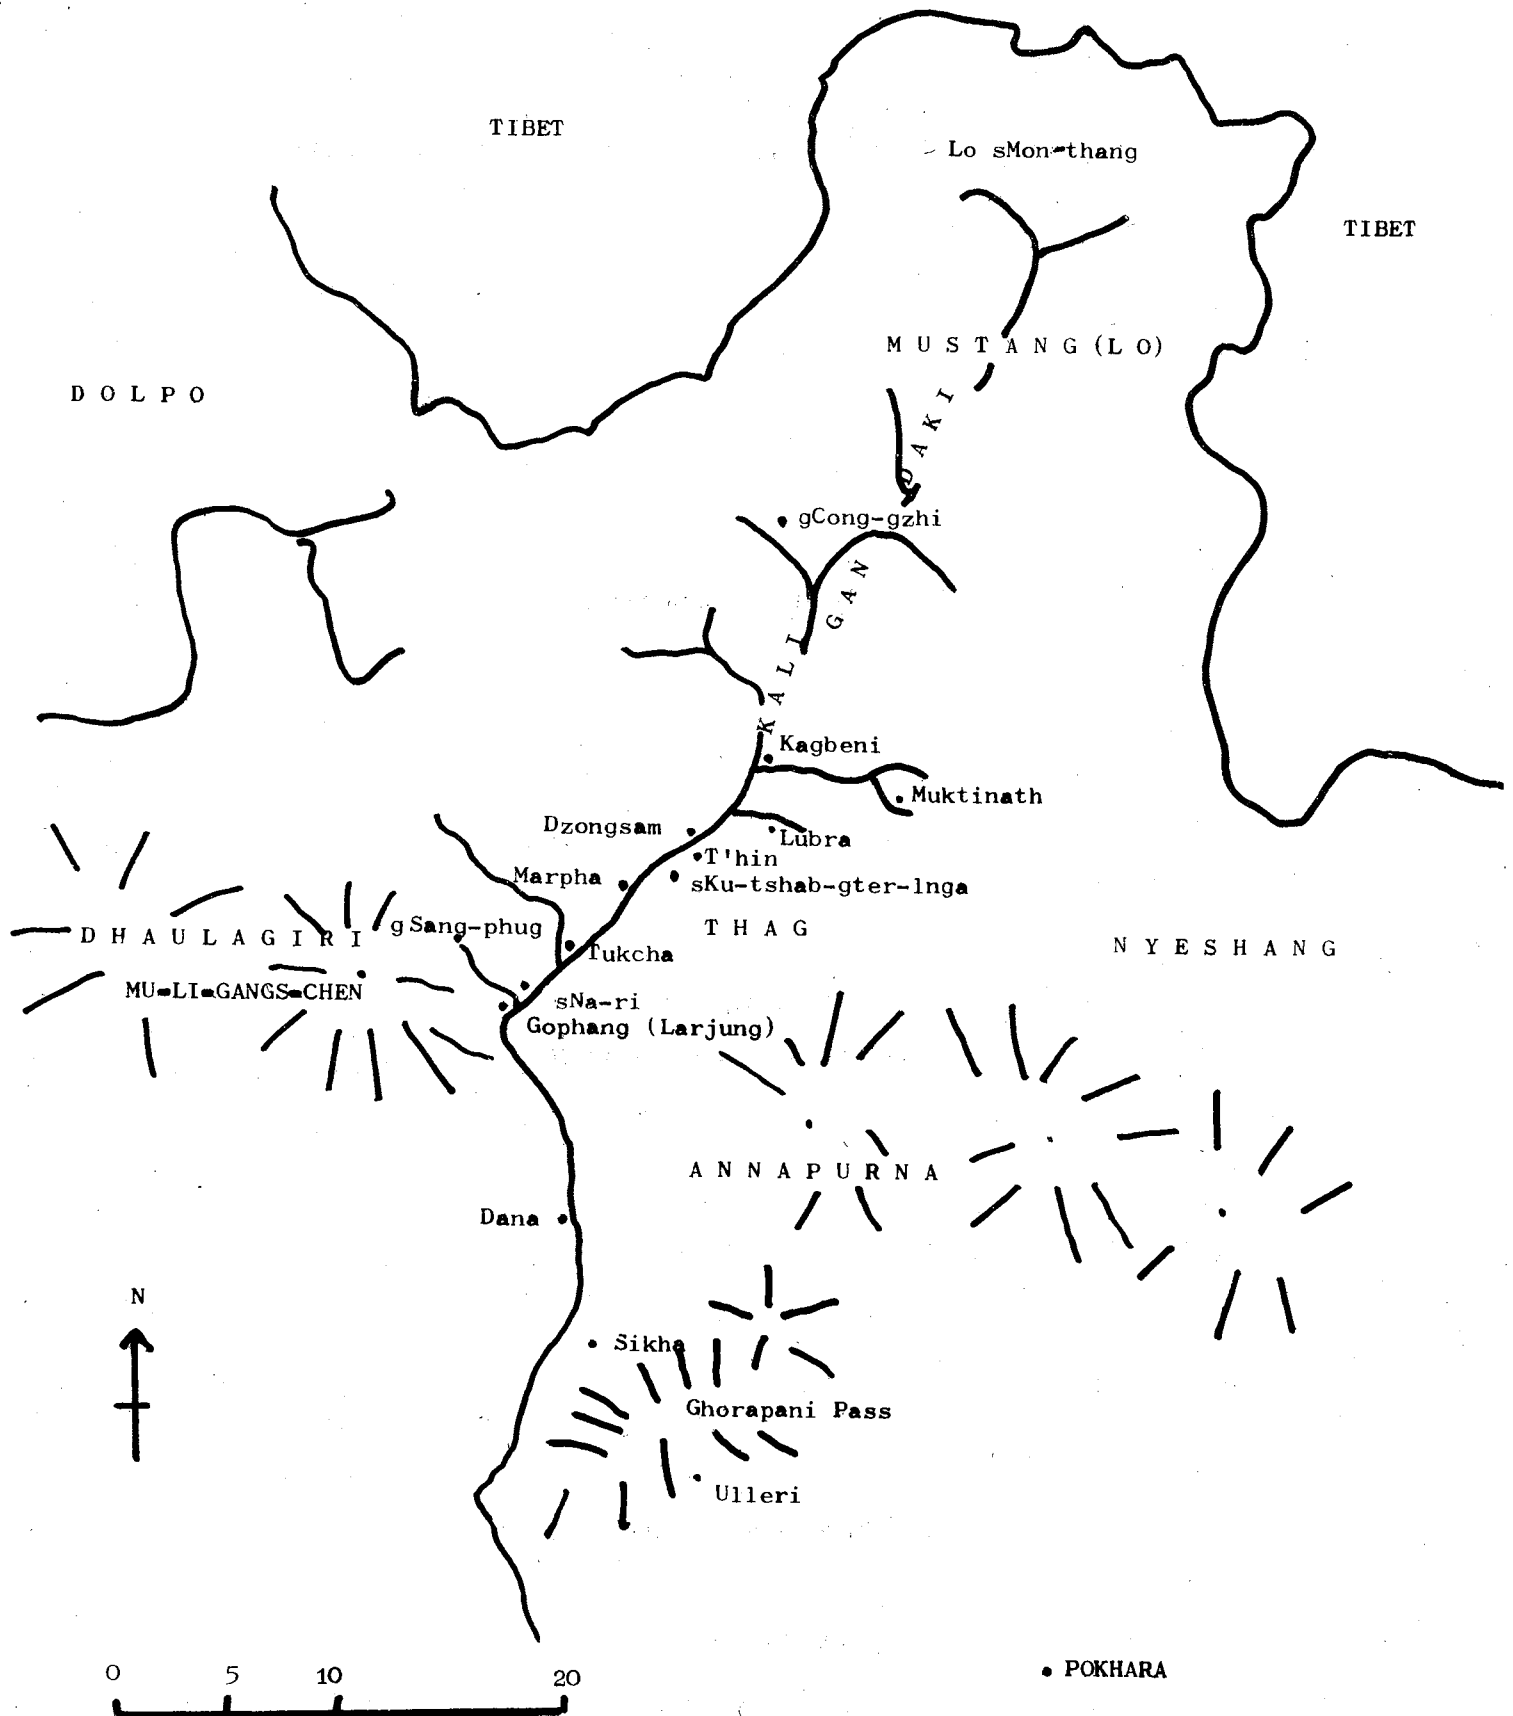 TIBET
Lo sMon-thang
TIBET
MUSTANG (LO)
DOLPO
KALI GANDAKI
gCong-gzhi
Kagbeni
Muktinath
Dzongsam
Lubra
T'hin
Marpha
sKu-tshab-gter-lnga
THAG
gSang-phug
DHAULAGIRI
NYESHANG
Tukcha
MU-LI-GANGS-CHEN
sNa-ri
Gophang (Larjung)
ANNAPURNA
Dana
N
Sikha
Ghorapani Pass
Ulleri
POKHARA
0 5 10 20